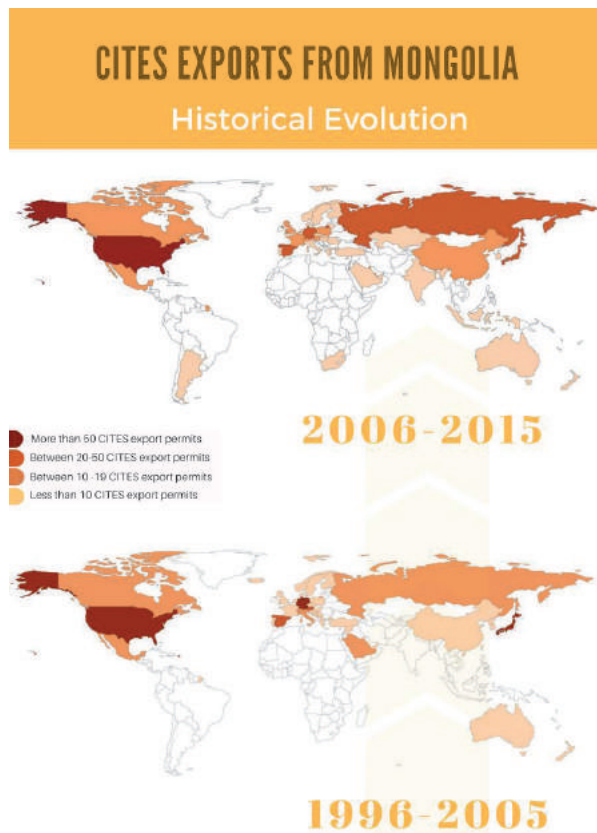 CITES EXPORTS FROM MONGOLIA
Historical Evolution
2006-2015
More than 50 CITES export permits
Between 20-50 CITES export permits
Between 10 -19 CITES export permits
Less than 10 CITES export permits
1996-2005